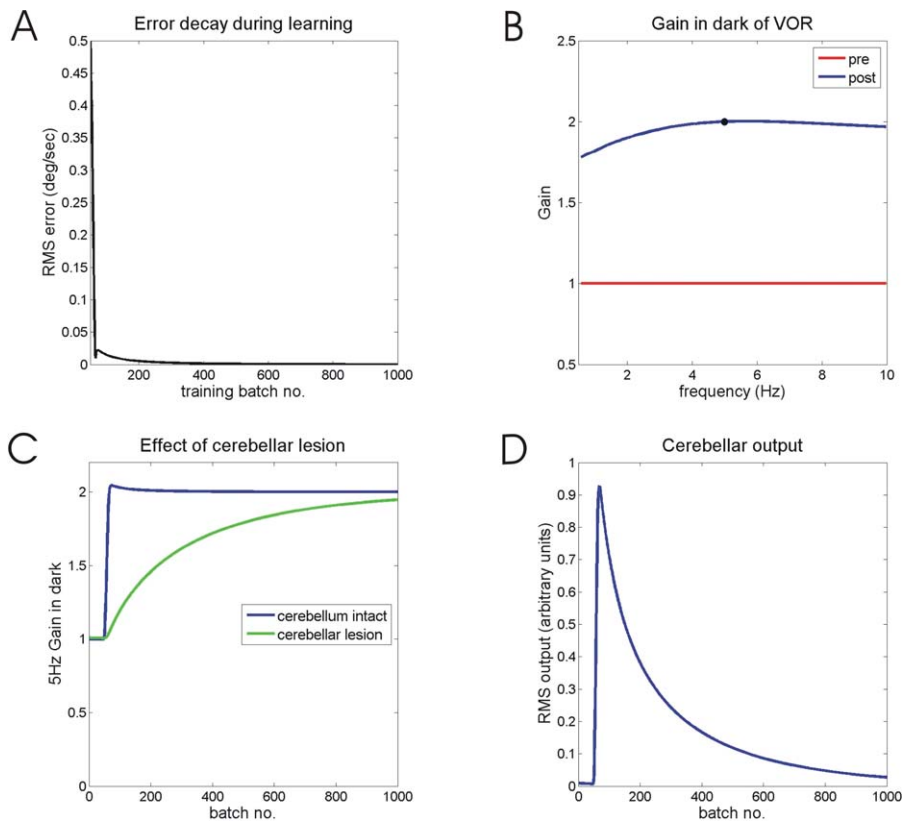 A
Error decay during learning
0.5
0.45
0.4
0.35
0.3
0.25
0.2
0.15
0.1
0.05
0
RMS error (deg/sec)
200
400
600
800
1000
training batch no.
B
Gain in dark of VOR
2.5
2
1.5
1
0.5
Gain
pre
post
2
4
6
8
10
frequency (Hz)
C
Effect of cerebellar lesion
2
1.5
1
0.5
0
5Hz Gain in dark
cerebellum intact
cerebellar lesion
0
200
400
600
800
1000
batch no.
D
Cerebellar output
1
0.9
0.8
0.7
0.6
0.5
0.4
0.3
0.2
0.1
0
RMS output (arbitrary units)
0
200
400
600
800
1000
batch no.